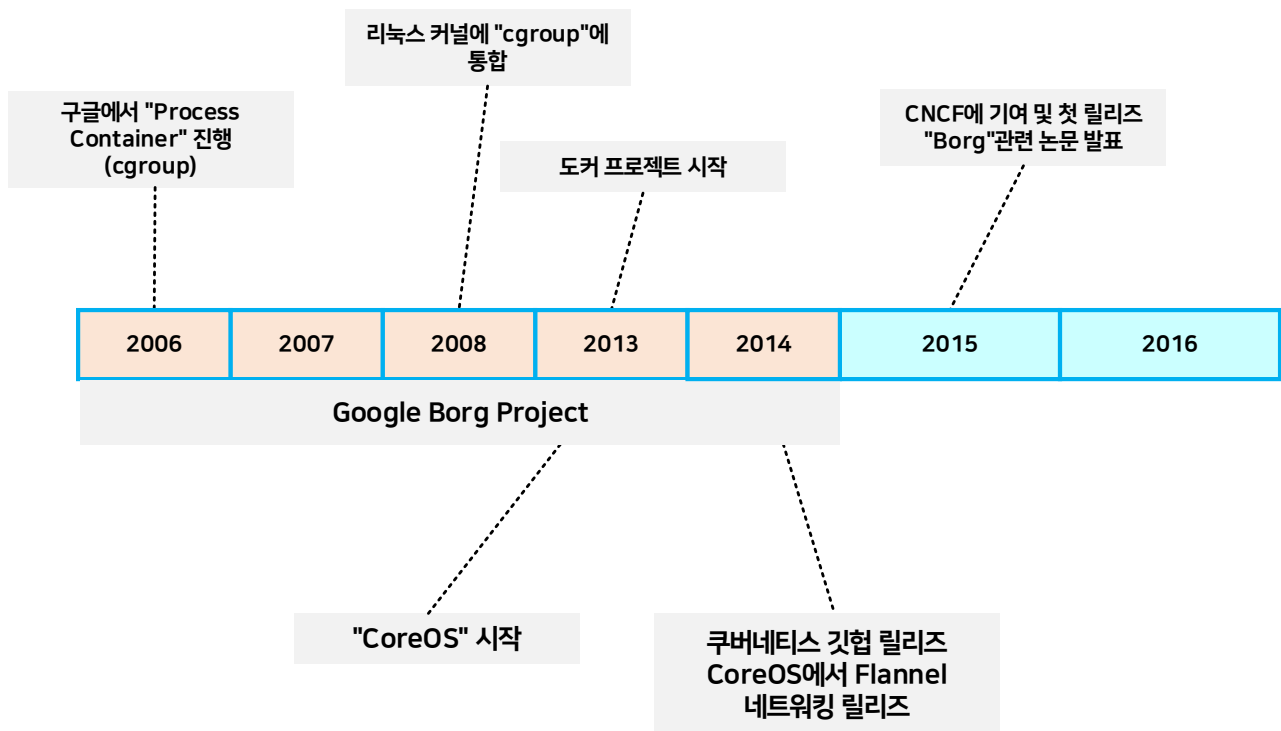 리눅스 커널에 "cgroup"에
통합
구글에서 "Process
Container" 진행
(cgroup)
CNCF에 기여 및 첫 릴리즈
"Borg"관련 논문 발표
도커 프로젝트 시작
2006
2007
2008
2013
2014
2015
2016
Google Borg Project
"CoreOS" 시작
쿠버네티스 깃헙 릴리즈
CoreOS에서 Flannel
네트워킹 릴리즈